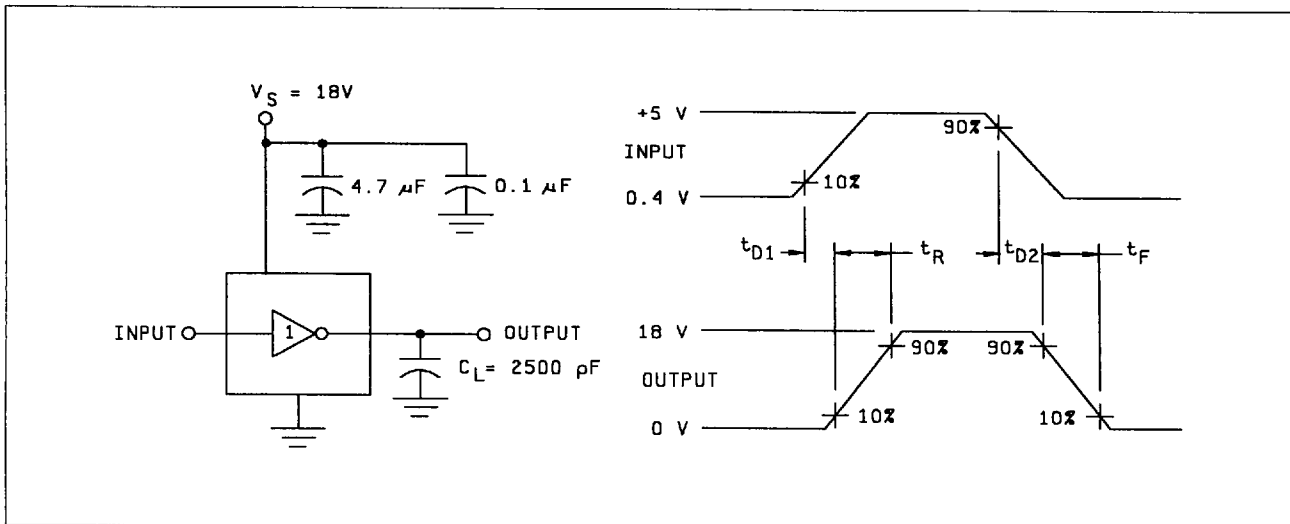 V_S = 18V
4.7 μF
0.1 μF
INPUT
1
OUTPUT
C_L= 2500 pF
+5 V
INPUT
0.4 V
90%
10%
t_D1
t_R
t_D2
t_F
18 V
OUTPUT
0 V
90%
90%
10%
10%